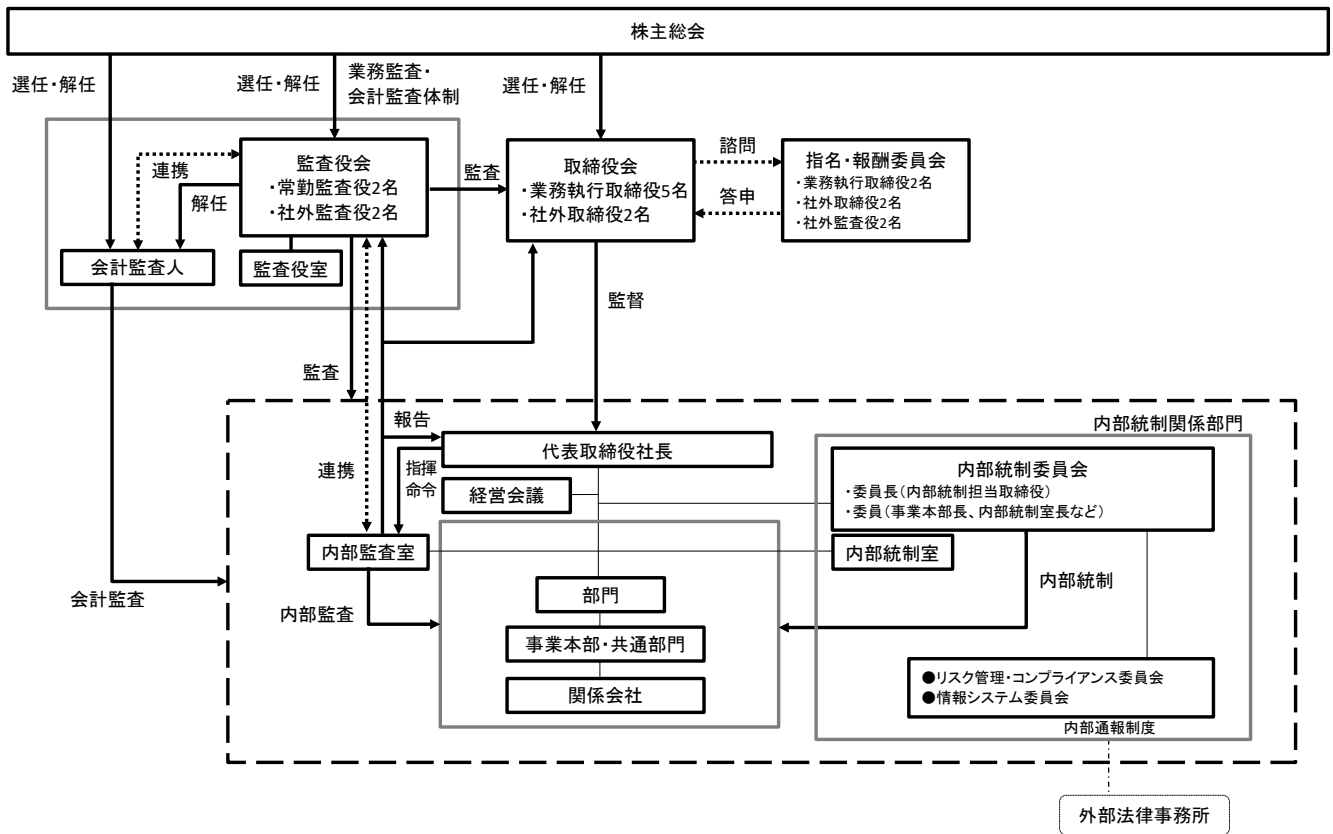 株主総会
選任・解任
選任・解任
業務監査・
会計監査体制
選任・解任
監査役会
・常勤監査役2名
・社外監査役2名
連携
解任
監査
会計監査人
監査役室
取締役会
・業務執行取締役5名
・社外取締役2名
諮問
答申
指名・報酬委員会
・業務執行取締役2名
・社外取締役2名
・社外監査役2名
監督
監査
報告
連携
指揮
命令
代表取締役社長
経営会議
内部統制関係部門
内部統制委員会
・委員長（内部統制担当取締役）
・委員（事業本部長、内部統制室長など）
内部監査室
内部統制室
会計監査
内部監査
内部統制
部門
事業本部・共通部門
関係会社
●リスク管理・コンプライアンス委員会
●情報システム委員会
内部通報制度
外部法律事務所